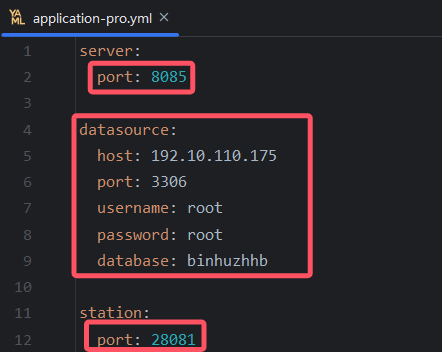 YA
ML
application-pro.yml ×
1 server:
2   port: 8085
3
4 datasource:
5   host: 192.10.110.175
6   port: 3306
7   username: root
8   password: root
9   database: binhuzhhb
10
11 station:
12   port: 28081